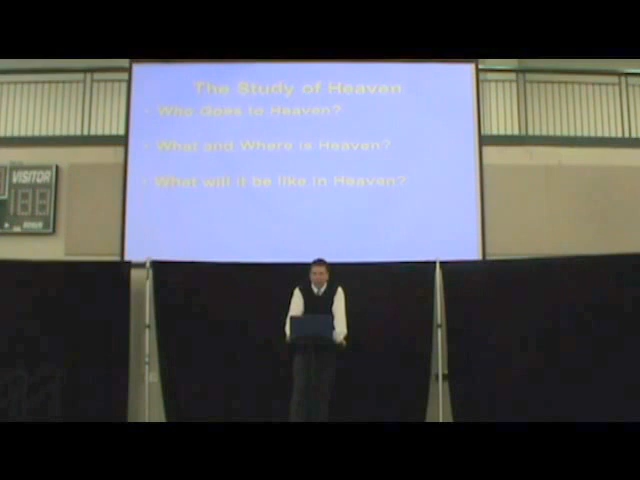 The Study of Heaven
• Who Goes to Heaven?
• What and Where is Heaven?
• What will it be like in Heaven?
VISITOR